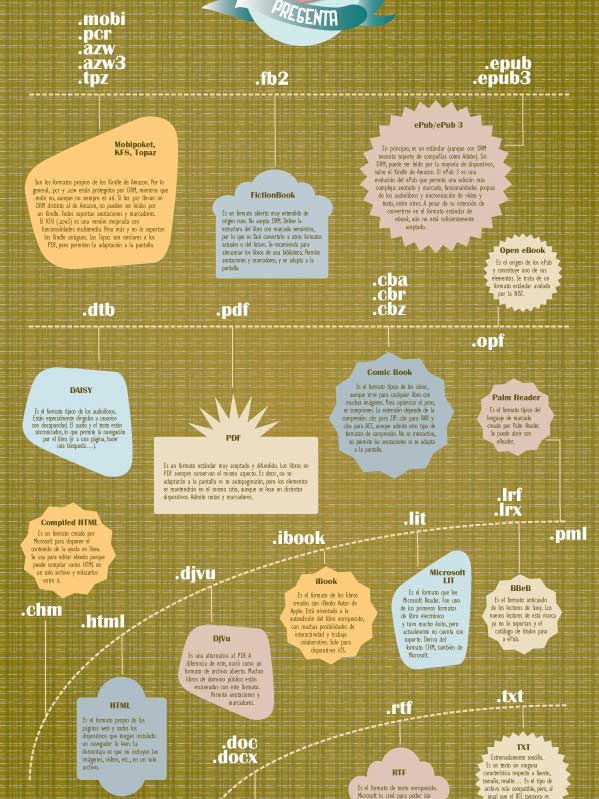 PRESENTA
.mobi
.pcr
.azw
.azw3
.tpz
.fb2
.epub
.epub3
Mobipoket,
KF8, Topaz
Son los formatos propios de los Kindle de Amazon. Por lo
general, .pcr y .azw están protegidos por DRM, mientras que
.mobi no, aunque no siempre es así. Si los .pcr llevan un
DRM distinto al de Amazon, no pueden ser leídos por
un Kindle. Todos soportan anotaciones y marcadores.
El KF8 (.azw3) es una versión mejorada con
funcionalidades multimedia. Pesa más y no lo soportan
los Kindle antiguos. Los Topaz son similares a los
PDF, pero permiten la adaptación a la pantalla.
FictionBook
Es un formato abierto muy extendido de
origen ruso. No acepta DRM. Define la
estructura del libro con marcado semántico,
por lo que es fácil convertirlo a otros formatos
actuales o del futuro. Se recomienda para
almacenar los libros de una biblioteca. Permite
anotaciones y marcadores, y se adapta a la
pantalla.
ePub/ePub 3
En principio, es un estándar (aunque con DRM
necesita soporte de compañías como Adobe). Sin
DRM, puede ser leído por la mayoría de dispositivos,
salvo el Kindle de Amazon. El ePub 3 es una
evolución del ePub que permite una edición más
compleja: anotado y marcado, funcionalidades propias
de los audiolibros y sincronización de vídeo y
texto, entre otros. A pesar de su intención de
convertirse en el formato estándar de
ebook, aún no está suficientemente
aceptado.
Open eBook
Es el origen de los ePub
y constituye uno de sus
elementos. Se trata de un
formato estándar avalado
por la NISt.
.dtb
.pdf
.cba
.cbr
.cbz
.opf
DAISY
Es el formato típico de los audiolibros.
Están especialmente dirigidos a usuarios
con discapacidad. El audio y el texto están
sincronizados, lo que permite la navegación
por el libro (ir a una página, hacer
una búsqueda...).
PDF
Es un formato estándar muy aceptado y difundido. Los libros en
PDF siempre conservan el mismo aspecto. Es decir, no se
adaptarán a la pantalla ni se autopaginarán, pero los elementos
se mantendrán en el mismo sitio, aunque se lean en distintos
dispositivos. Admite notas y marcadores.
Comic Book
Es el formato típico de los cómics,
aunque sirve para cualquier libro con
muchas imágenes. Para optimizar el peso,
se comprimen. La extensión depende de la
compresión: .cbz para ZIP, .cbr para RAR y
.cba para ACE, aunque admite otro tipo de
formatos de compresión. No es interactivo,
no permite las anotaciones ni se adapta
a la pantalla.
Palm Reader
Es el formato típico del
lenguaje de marcado
creado por Palm Reader.
Se puede abrir con
eReader.
.lrf
.lrx
.pml
Compiled HTML
Es un formato creado por
Microsoft para disponer el
contenido de la ayuda en línea.
Se usa para editar ebooks porque
puede compilar varios HTML en
un solo archivo y enlazarlos
entre sí.
.chm
.html
.djvu
.ibook
.lit
iBook
Es el formato de los libros
creados con iBooks Autor de
Apple. Está orientado a la
autoedición del libro enriquecido,
con muchas posibilidades de
interactividad y trabajo
colaborativo. Solo para
dispositivos iOS.
Microsoft
LIT
Es el formato que lee
Microsoft Reader. Fue uno
de los primeros formatos
de libro electrónico
y tuvo mucho éxito, pero
actualmente no cuenta con
soporte. Deriva del
formato CHM, también de
Microsoft.
BBeB
Es el formato anticuado
de los lectores de Sony. Los
nuevos lectores de esta marca
ya no lo soportan y el
catálogo de títulos pasa
a ePub.
DjVu
Es una alternativa al PDF. A
diferencia de este, nació como un
formato de archivo abierto. Muchos
libros de dominio público están
escaneados con este formato.
Permite anotaciones y
marcadores.
HTML
Es el formato propio de las
páginas web y todos los
dispositivos que tengan instalado
un navegador lo leen. La
desventaja es que no incluyen las
imágenes, vídeos, etc., en un solo
archivo.
.doc
.docx
.rtf
.txt
RTF
Es el formato de texto enriquecido.
Microsoft lo creó para poder dar
TXT
Extremadamente sencillo.
Es un texto sin ninguna
característica respecto a fuente,
tamaño, resalte... Es el tipo de
archivo más compatible, pero, al
igual que el RTF, tampoco es